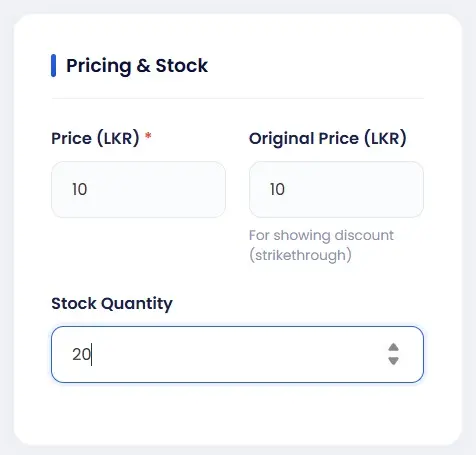 Pricing & Stock
Price (LKR) *
Original Price (LKR)
10
10
For showing discount
(strikethrough)
Stock Quantity
20